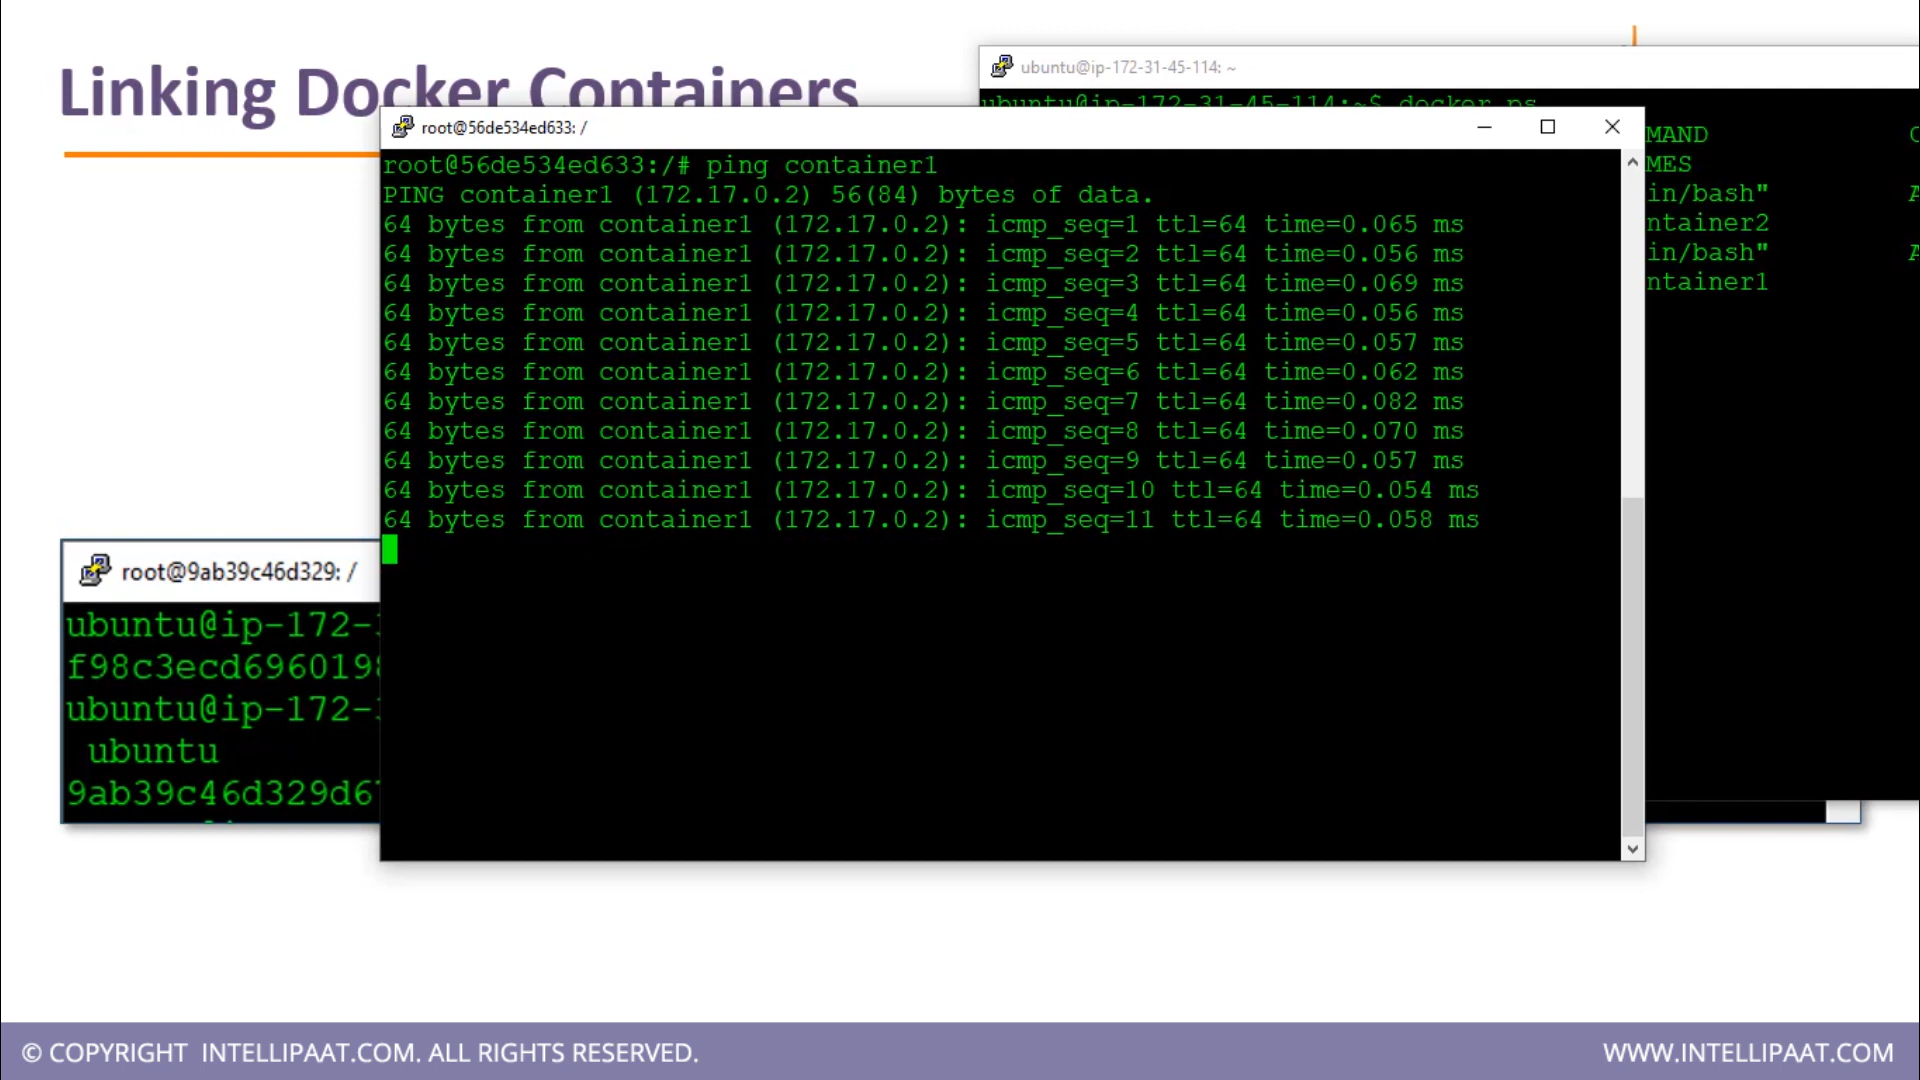 Linking Docker Containers
ubuntu@ip-172-31-45-114: ~
ubuntu@ip-172-31-45-114:~$ docker ps
root@56de534ed633: /
MAND
MES
in/bash"
ntainer2
in/bash"
ntainer1
root@56de534ed633:/# ping container1
PING container1 (172.17.0.2) 56(84) bytes of data.
64 bytes from container1 (172.17.0.2): icmp_seq=1 ttl=64 time=0.065 ms
64 bytes from container1 (172.17.0.2): icmp_seq=2 ttl=64 time=0.056 ms
64 bytes from container1 (172.17.0.2): icmp_seq=3 ttl=64 time=0.069 ms
64 bytes from container1 (172.17.0.2): icmp_seq=4 ttl=64 time=0.056 ms
64 bytes from container1 (172.17.0.2): icmp_seq=5 ttl=64 time=0.057 ms
64 bytes from container1 (172.17.0.2): icmp_seq=6 ttl=64 time=0.062 ms
64 bytes from container1 (172.17.0.2): icmp_seq=7 ttl=64 time=0.082 ms
64 bytes from container1 (172.17.0.2): icmp_seq=8 ttl=64 time=0.070 ms
64 bytes from container1 (172.17.0.2): icmp_seq=9 ttl=64 time=0.057 ms
64 bytes from container1 (172.17.0.2): icmp_seq=10 ttl=64 time=0.054 ms
64 bytes from container1 (172.17.0.2): icmp_seq=11 ttl=64 time=0.058 ms
root@9ab39c46d329: /
ubuntu@ip-172-
f98c3ecd696019
ubuntu@ip-172-
ubuntu
9ab39c46d329d6
© COPYRIGHT INTELLIPAAT.COM. ALL RIGHTS RESERVED.
WWW.INTELLIPAAT.COM